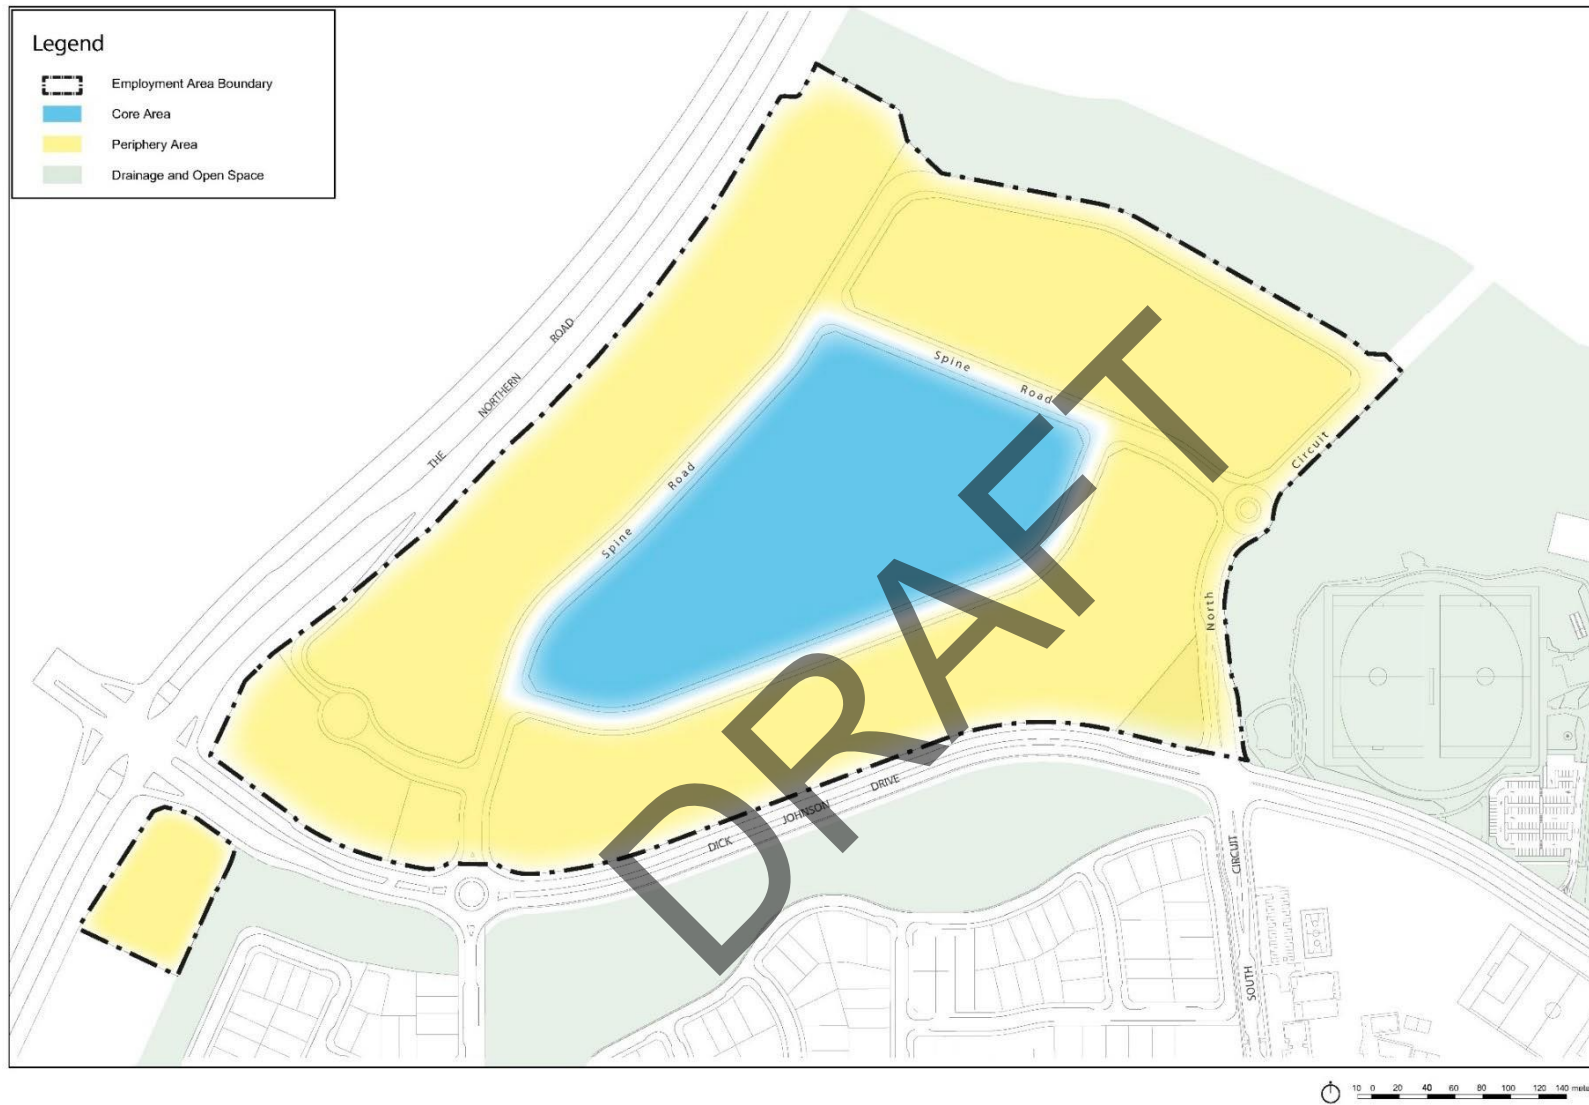 Legend
Employment Area Boundary
Core Area
Periphery Area
Drainage and Open Space
THE NORTHERN ROAD
Spine Road
Spine Road
North Circuit
DICK JOHNSON DRIVE
SOUTH CIRCUIT
DRAFT
10 0 20 40 60 80 100 120 140 mete